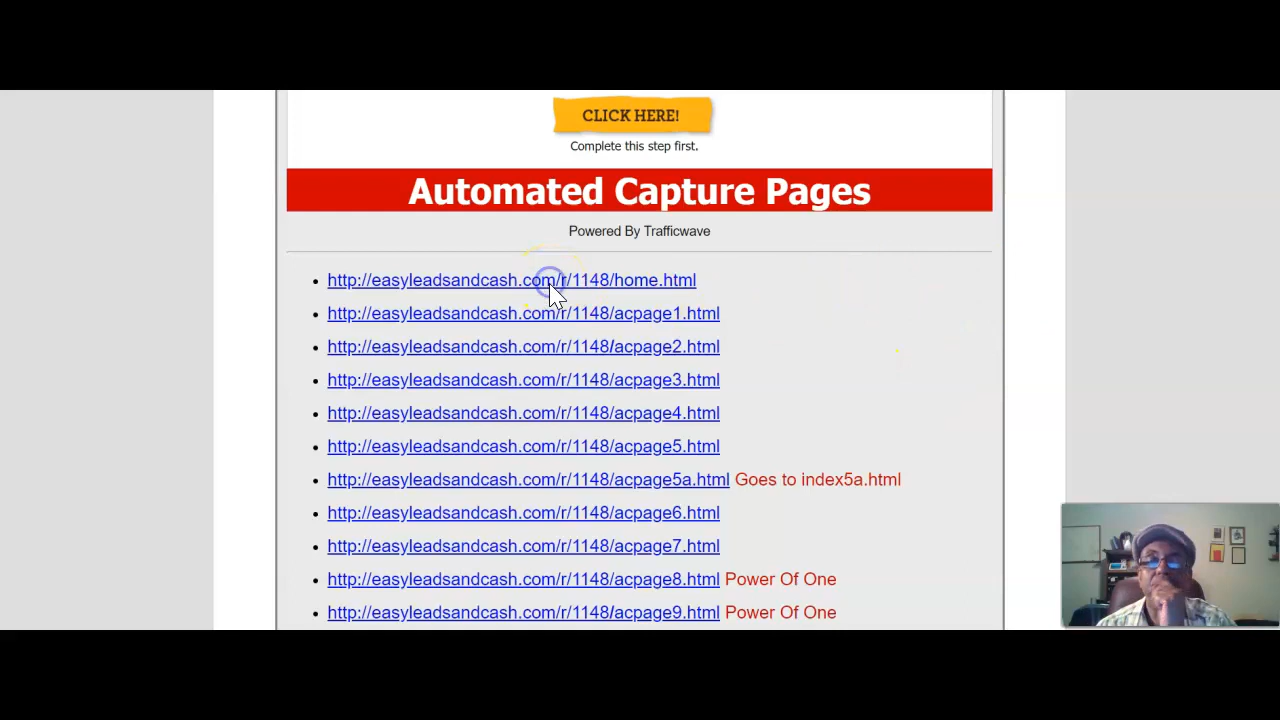 CLICK HERE!
Complete this step first.
Automated Capture Pages
Powered By Trafficwave
http://easyleadsandcash.com/r/1148/home.html
http://easyleadsandcash.com/r/1148/acpage1.html
http://easyleadsandcash.com/r/1148/acpage2.html
http://easyleadsandcash.com/r/1148/acpage3.html
http://easyleadsandcash.com/r/1148/acpage4.html
http://easyleadsandcash.com/r/1148/acpage5.html
http://easyleadsandcash.com/r/1148/acpage5a.html Goes to index5a.html
http://easyleadsandcash.com/r/1148/acpage6.html
http://easyleadsandcash.com/r/1148/acpage7.html
http://easyleadsandcash.com/r/1148/acpage8.html Power Of One
http://easyleadsandcash.com/r/1148/acpage9.html Power Of One